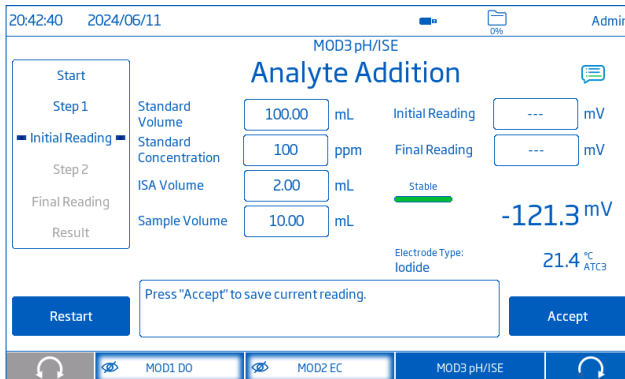 20:42:40 2024/06/11 0% Admin
MOD3 pH/ISE
Analyte Addition
Start
Step 1
Initial Reading
Step 2
Final Reading
Result
Standard Volume 100.00 mL
Standard Concentration 100 ppm
ISA Volume 2.00 mL
Sample Volume 10.00 mL
Initial Reading --- mV
Final Reading --- mV
Stable
-121.3 mV
Electrode Type:
Iodide
21.4 °C
ATC3
Restart
Press "Accept" to save current reading.
Accept
MOD1 DO MOD2 EC MOD3 pH/ISE